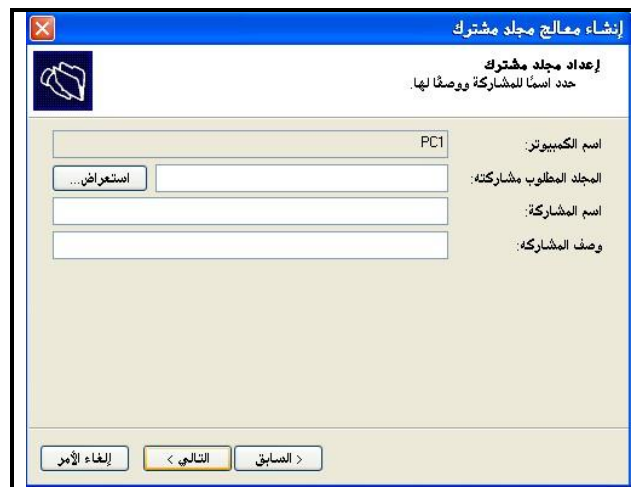 إنشاء معالج مجلد مشترك
إعداد مجلد مشترك
حدد اسمًا للمشاركة ووصفًا لها.
اسم الكمبيوتر: PC1
المجلد المطلوب مشاركته: استعراض...
اسم المشاركة:
وصف المشاركه:
< السابق التالي > إلغاء الأمر